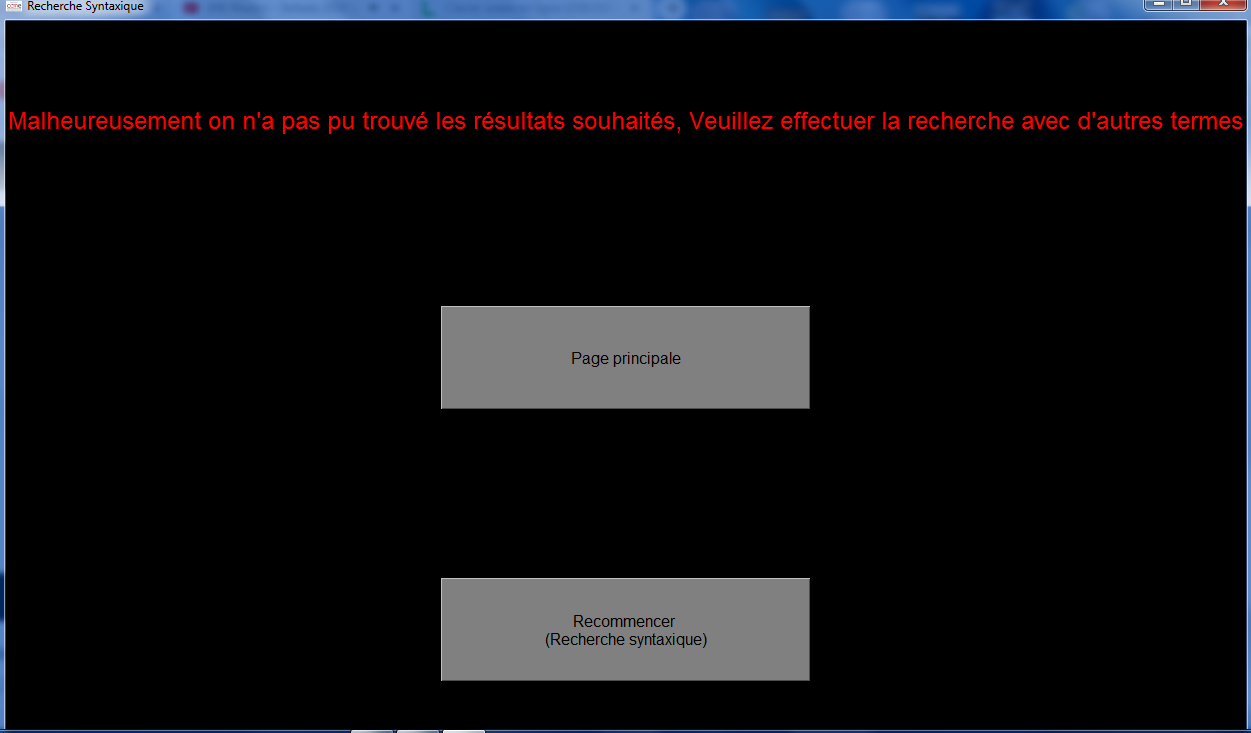 Recherche Syntaxique
Malheureusement on n'a pas pu trouvé les résultats souhaités, Veuillez effectuer la recherche avec d'autres termes
Page principale
Recommencer
(Recherche syntaxique)